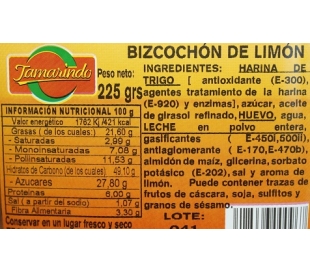 BIZCOCHÓN DE LIMÓN
Tamarindo
Peso neto:
225 grs
INFORMACIÓN NUTRICIONAL 100 g
Valor energético 1782 Kj /421 kcal
Grasas ( de los cuales.) 21,60 g
- Saturadas 2,99 g
- Monoinsaturadas 7,08 g
- Poliinsaturadas 11,53 g
Hidratos de Carbono (de los cuales) 49,10 g
- Azucares 27,80 g
Proteínas 6,00 g
Sal ( a partir del sodio) 1,07 g
Fibra Alimentaria 3,30 g
Conservar en un lugar fresco y seco
INGREDIENTES: HARINA DE
TRIGO [ antioxidante (E-300),
agentes tratamiento de la harina
(E-920) y enzimas], azúcar, aceite
de girasol refinado, HUEVO, agua,
LECHE en polvo entera,
gasificantes ( E-450I,500II)
antiaglomerante ( E-170,E-470b),
almidón de maíz, glicerina, sorbato
potásico (E-202), sal y aroma de
limón. Puede contener trazas de
frutos de cáscara, soja, sulfitos y
granos de sésamo.
LOTE: